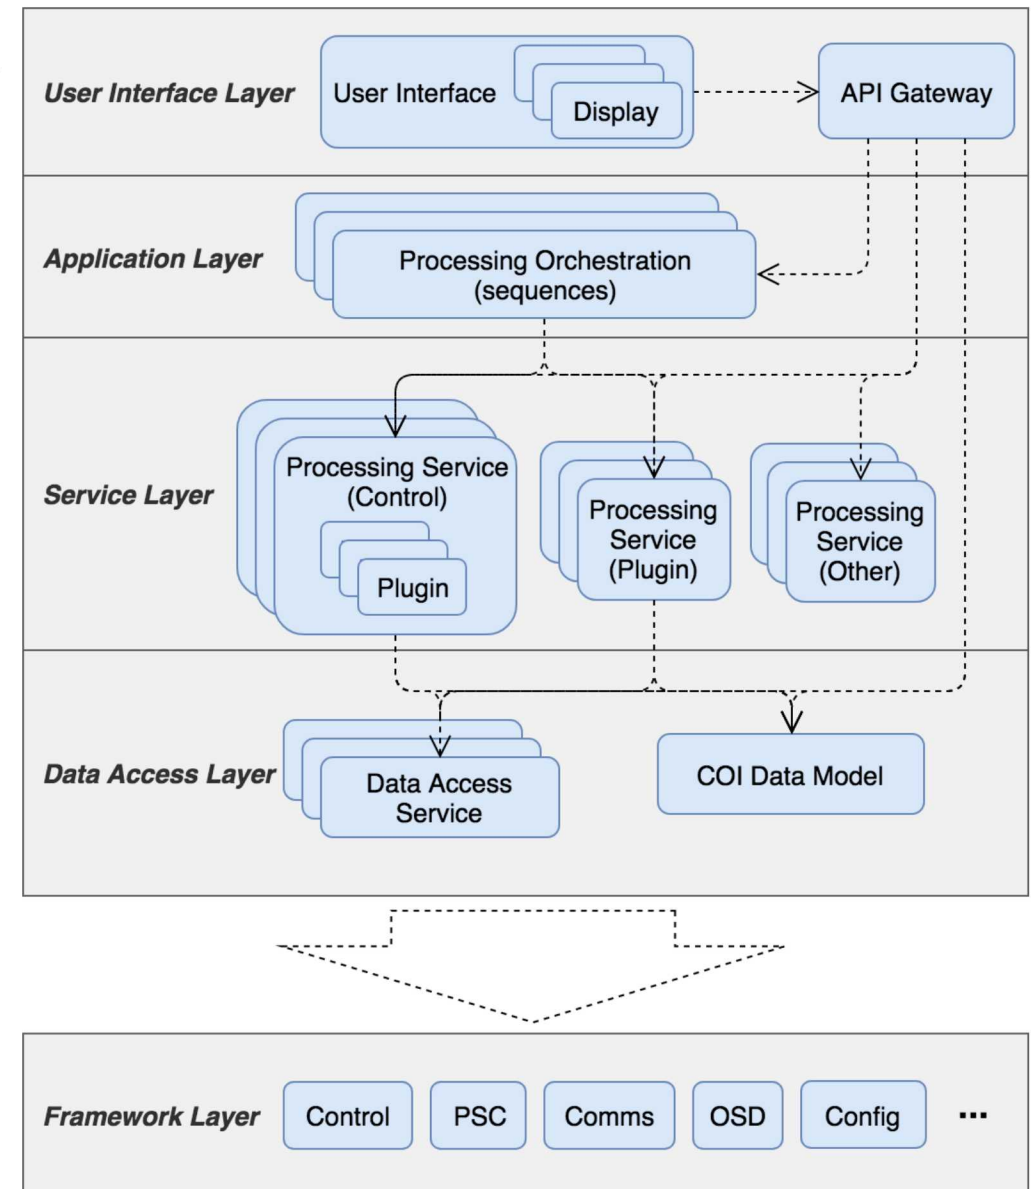 User Interface Layer
User Interface
Display
API Gateway
Application Layer
Processing Orchestration
(sequences)
Service Layer
Processing Service
(Control)
Plugin
Processing
Service
(Plugin)
Processing
Service
(Other)
Data Access Layer
Data Access
Service
COI Data Model
Framework Layer
Control
PSC
Comms
OSD
Config
...